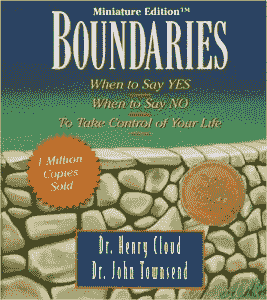 Miniature Edition™
BOUNDARIES
When to Say YES
When to Say NO
To Take Control of Your Life
1 Million
Copies
Sold
Dr. Henry Cloud
Dr. John Townsend